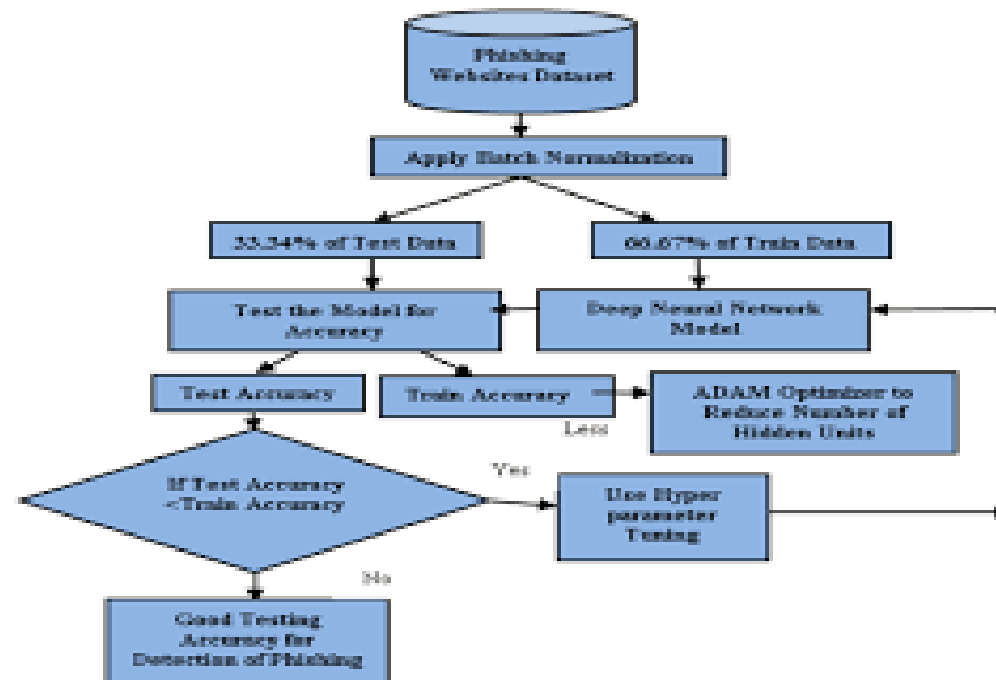 Phishing
Websites Dataset
Apply Batch Normalization
33.34% of Test Data
66.67% of Train Data
Test the Model for
Accuracy
Deep Neural Network
Model
Test Accuracy
Train Accuracy
ADAM Optimizer to
Reduce Number of
Hidden Units
Less
If Test Accuracy
<Train Accuracy
Yes
Use Hyper
parameter
Tuning
No
Good Testing
Accuracy for
Detection of Phishing